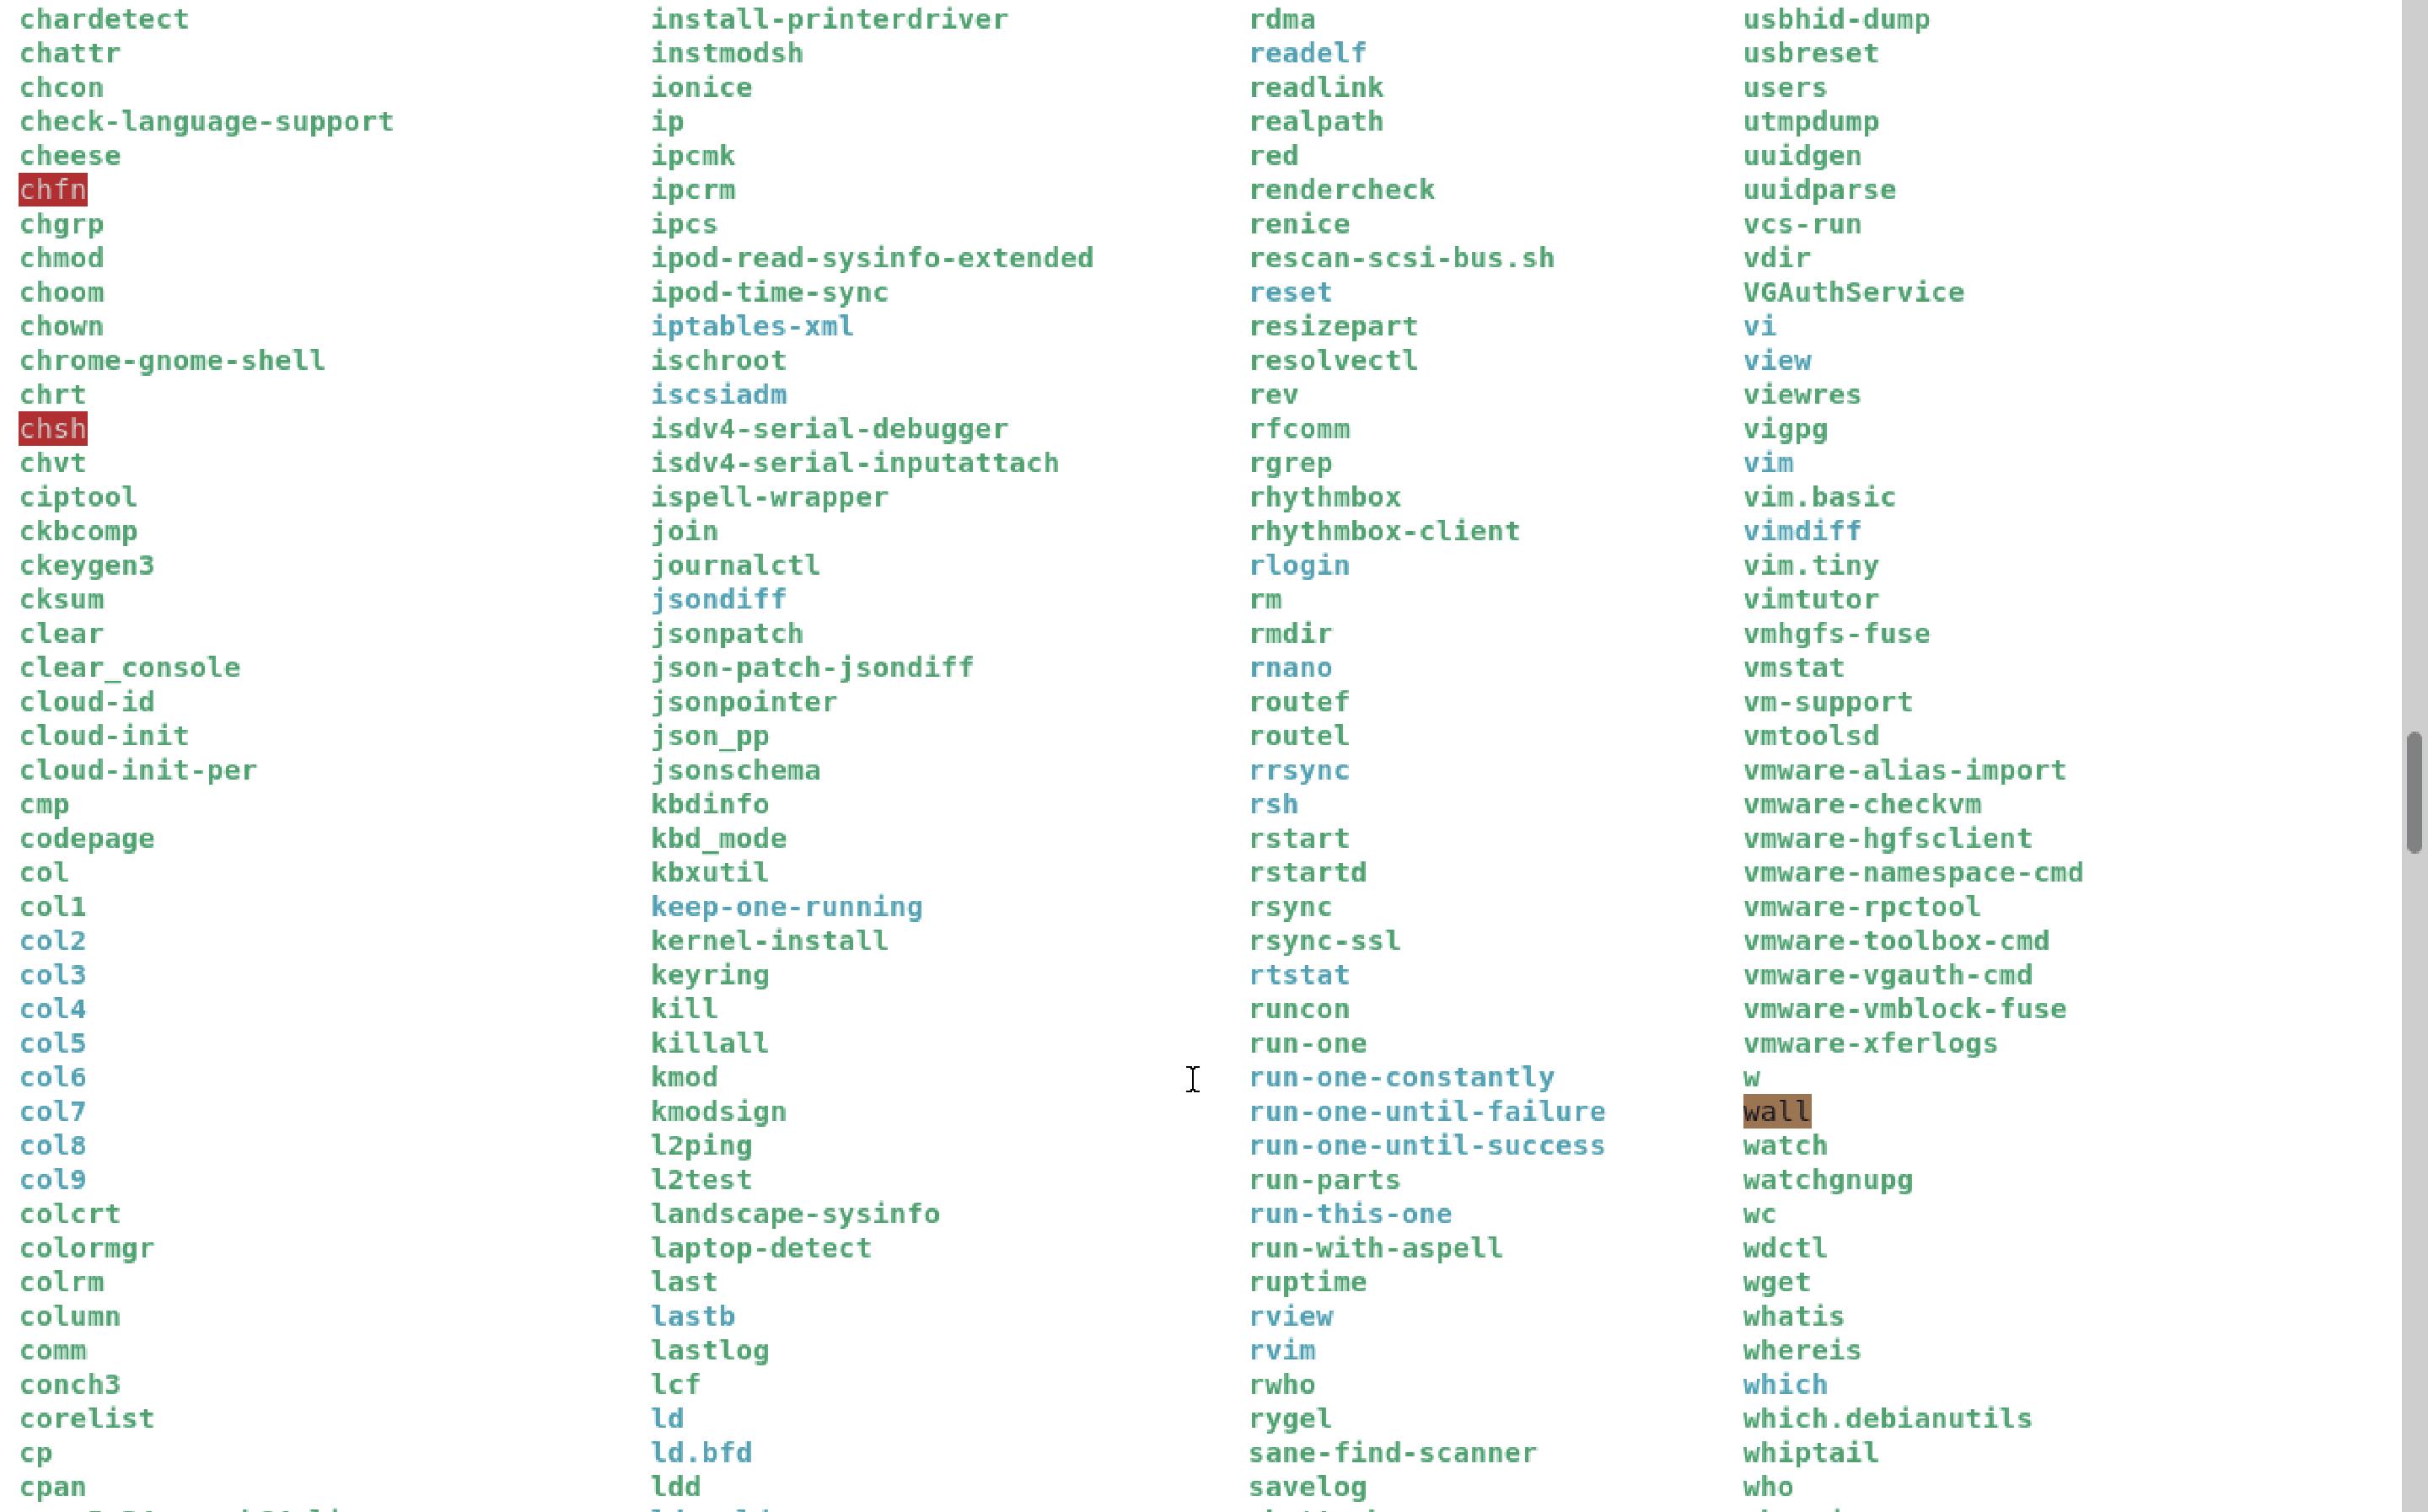 chardetect install-printerdriver rdma usbhid-dump
chattr instmodsh readelf usbreset
chcon ionice readlink users
check-language-support ip realpath utmpdump
cheese ipcmk red uuidgen
chfn ipcrm rendercheck uuidparse
chgrp ipcs renice vcs-run
chmod ipod-read-sysinfo-extended rescan-scsi-bus.sh vdir
choom ipod-time-sync reset VGAuthService
chown iptables-xml resizepart vi
chrome-gnome-shell ischroot resolvectl view
chrt iscsiadm rev viewres
chsh isdv4-serial-debugger rfcomm vigpg
chvt isdv4-serial-inputattach rgrep vim
ciptool ispell-wrapper rhythmbox vim.basic
ckbcomp join rhythmbox-client vimdiff
ckeygen3 journalctl rlogin vim.tiny
cksum jsondiff rm vimtutor
clear jsonpatch rmdir vmhgfs-fuse
clear_console json-patch-jsondiff rnano vmstat
cloud-id jsonpointer routef vm-support
cloud-init json_pp routel vmtoolsd
cloud-init-per jsonschema rrsync vmware-alias-import
cmp kbdinfo rsh vmware-checkvm
codepage kbd_mode rstart vmware-hgfsclient
col kbxutil rstartd vmware-namespace-cmd
col1 keep-one-running rsync vmware-rpctool
col2 kernel-install rsync-ssl vmware-toolbox-cmd
col3 keyring rtstat vmware-vgauth-cmd
col4 kill runcon vmware-vmblock-fuse
col5 killall run-one vmware-xferlogs
col6 kmod run-one-constantly w
col7 kmodsign run-one-until-failure wall
col8 l2ping run-one-until-success watch
col9 l2test run-parts watchgnupg
colcrt landscape-sysinfo run-this-one wc
colormgr laptop-detect run-with-aspell wdctl
colrm last ruptime wget
column lastb rview whatis
comm lastlog rvim whereis
conch3 lcf rwho which
corelist ld rygel which.debianutils
cp ld.bfd sane-find-scanner whiptail
cpan ldd savelog who